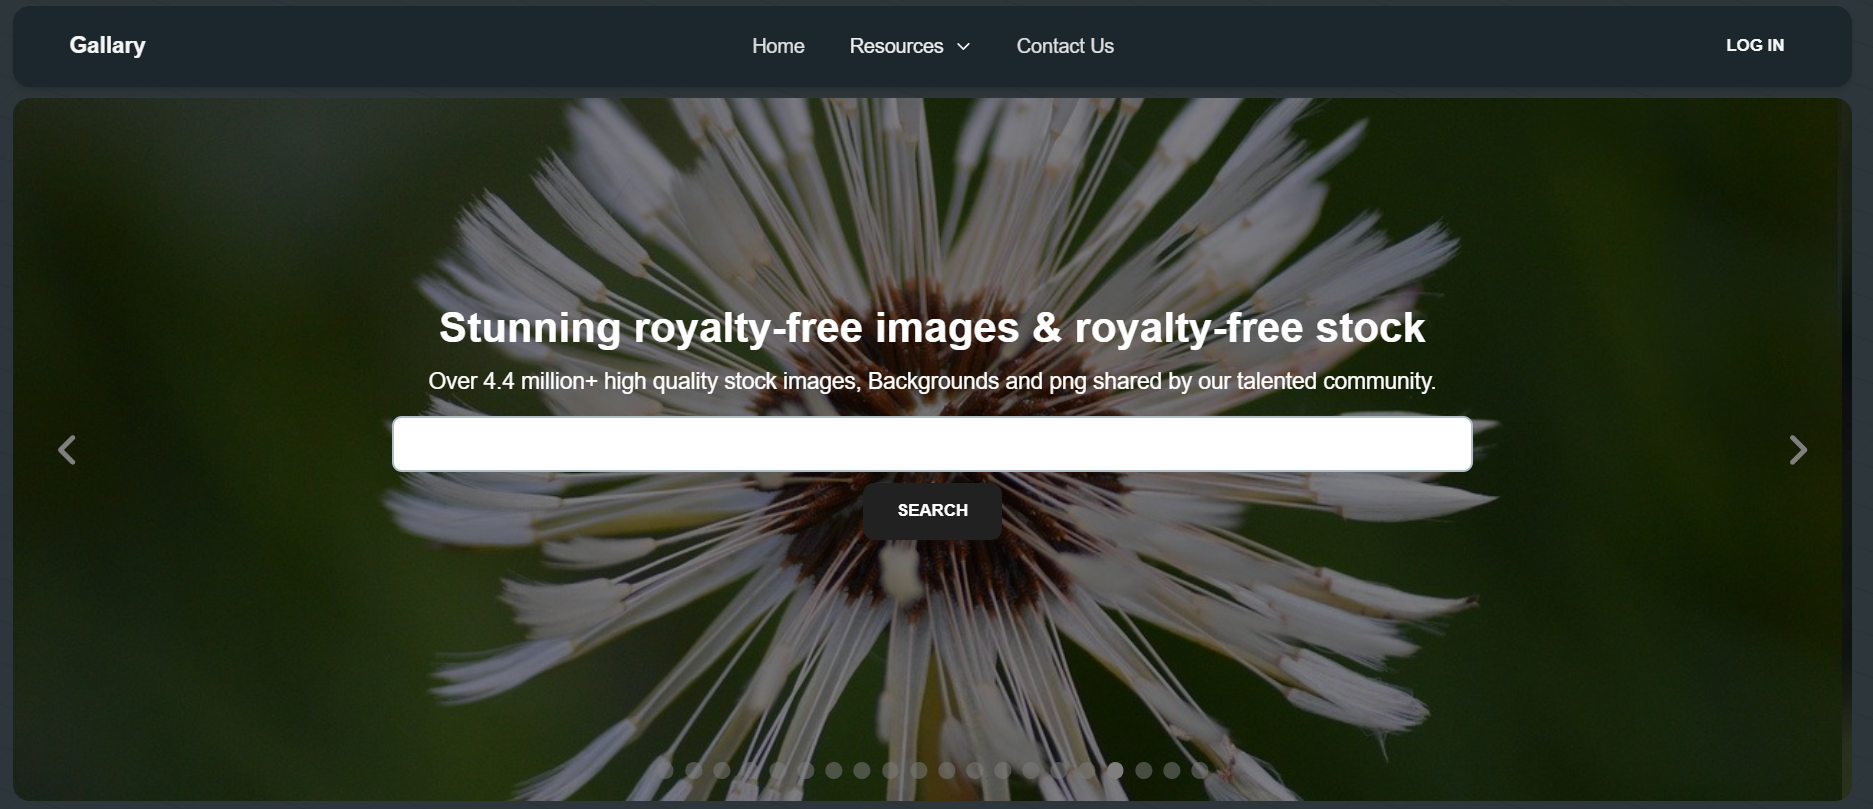 Gallary
Home Resources Contact Us
LOG IN
Stunning royalty-free images & royalty-free stock
Over 4.4 million+ high quality stock images, Backgrounds and png shared by our talented community.
SEARCH